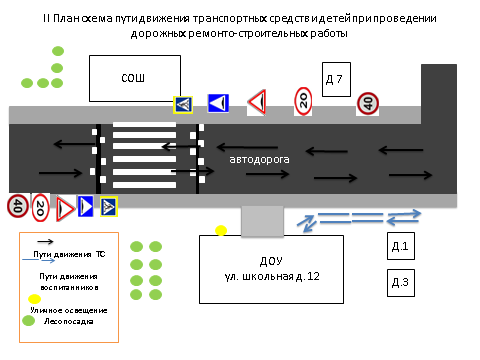 II План схема пути движения транспортных средств и детей при проведении
дорожных ремонто-строительных работы
СОШ
Д 7
20
40
автодорога
40
20
ДОУ
ул. школьная д.12
Д.1
Д.3
Пути движения ТС
Пути движения
воспитанников
Уличное освещение
Лесопосадка